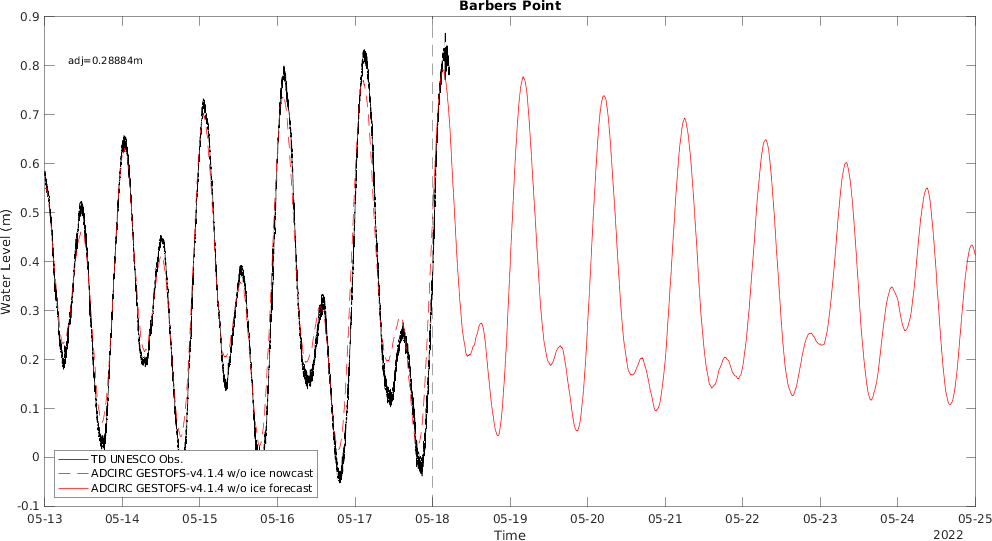 Barbers Point
0.9
adj=0.28884m
0.8
0.7
0.6
0.5
0.4
0.3
0.2
0.1
0
-0.1
Water Level (m)
TD UNESCO Obs.
ADCIRC GESTOFS-v4.1.4 w/o ice nowcast
ADCIRC GESTOFS-v4.1.4 w/o ice forecast
05-13 05-14 05-15 05-16 05-17 05-18 05-19 05-20 05-21 05-22 05-23 05-24 05-25
Time
2022